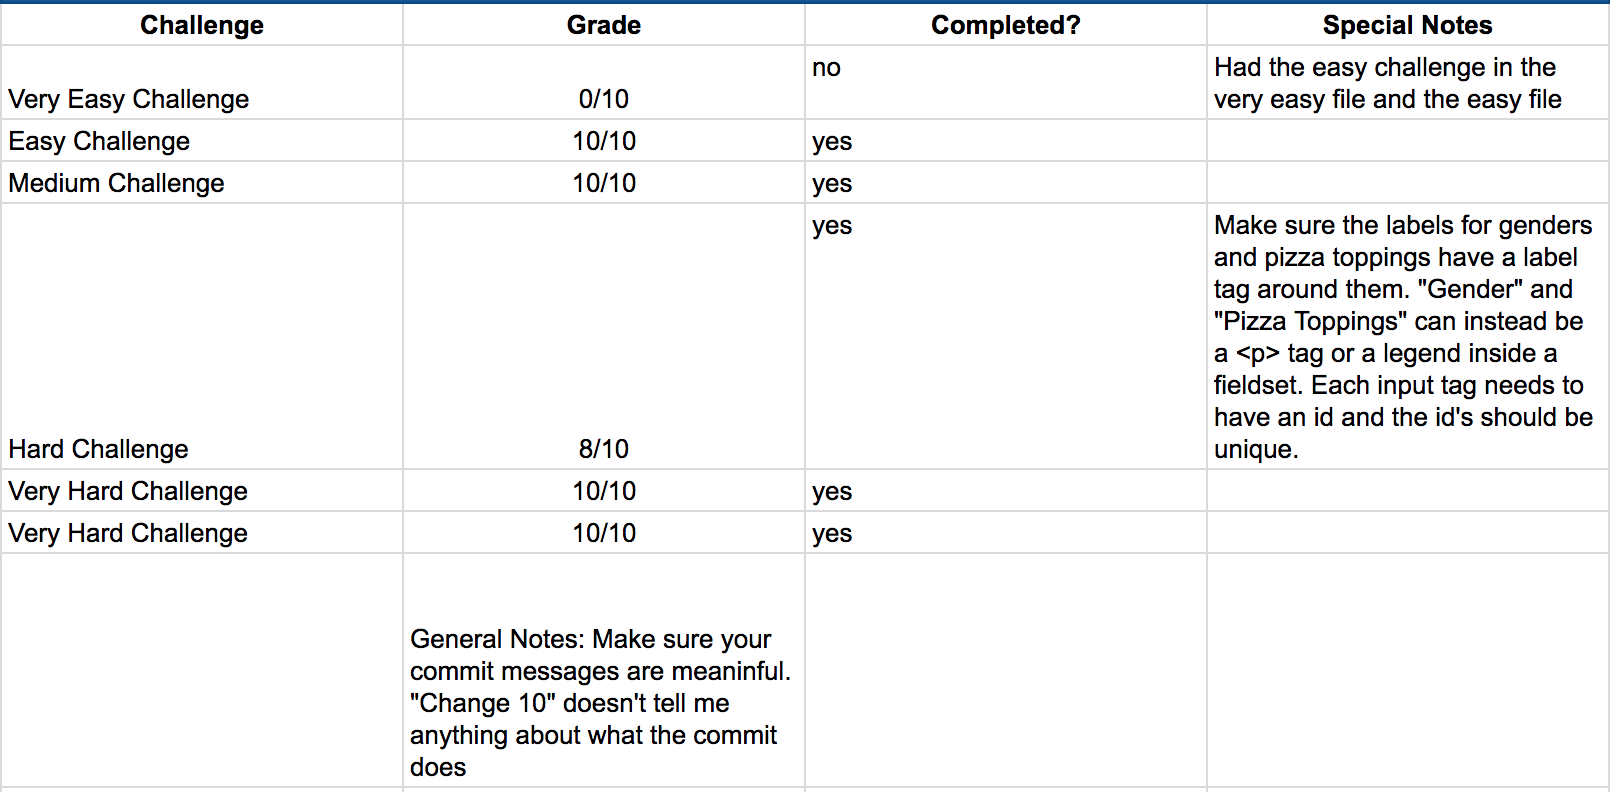 Challenge Grade Completed? Special Notes
no Had the easy challenge in the
Very Easy Challenge 0/10 very easy file and the easy file
Easy Challenge 10/10 yes
Medium Challenge 10/10 yes
yes Make sure the labels for genders
and pizza toppings have a label
tag around them. "Gender" and
"Pizza Toppings" can instead be
a <p> tag or a legend inside a
fieldset. Each input tag needs to
have an id and the id's should be
Hard Challenge 8/10 unique.
Very Hard Challenge 10/10 yes
Very Hard Challenge 10/10 yes
General Notes: Make sure your
commit messages are meaninful.
"Change 10" doesn't tell me
anything about what the commit
does